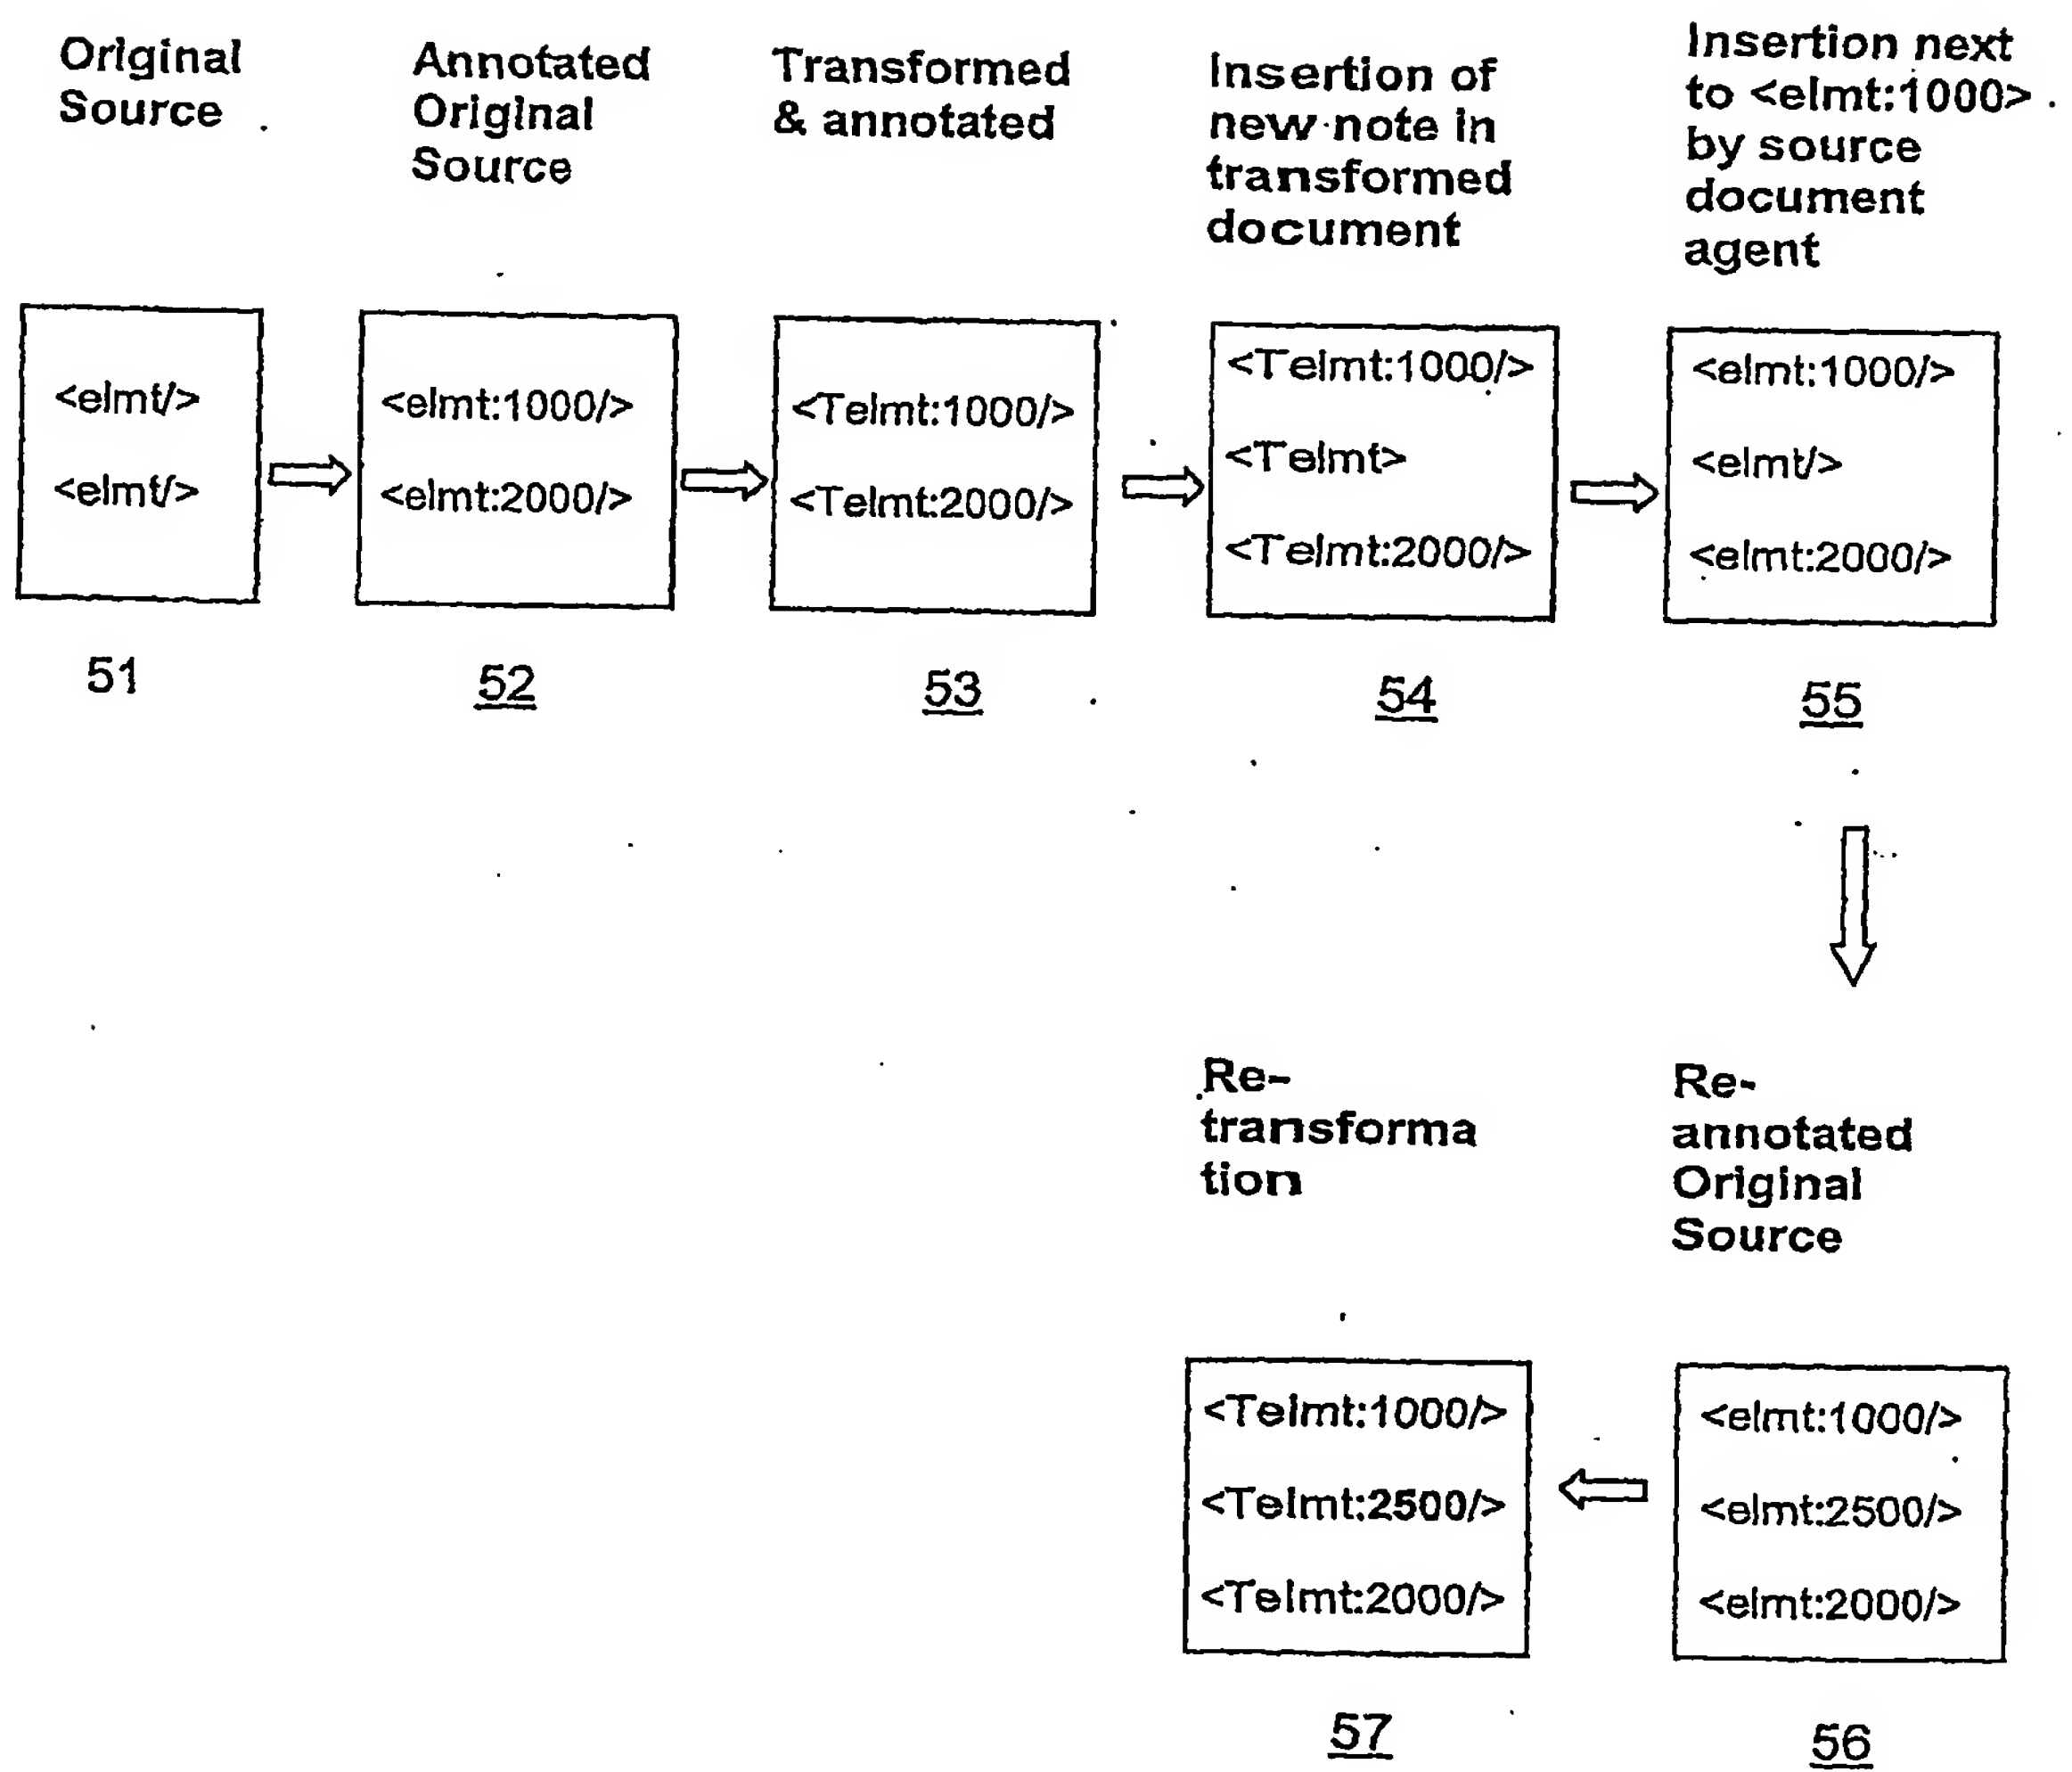 Original
Source
Annotated
Original
Source
Transformed
& annotated
Insertion of
new note in
transformed
document
Insertion next
to <elmt:1000>
by source
document
agent
<elmt/>
<elmt/>
51
<elmt:1000/>
<elmt:2000/>
52
<Telmt:1000/>
<Telmt:2000/>
53
<Telmt:1000/>
<Telmt>
<Telmt:2000/>
54
<elmt:1000/>
<elmt/>
<elmt:2000/>
55
Re-
annotated
Original
Source
<elmt:1000/>
<elmt:2500/>
<elmt:2000/>
56
Re-
transforma
tion
<Telmt:1000/>
<Telmt:2500/>
<Telmt:2000/>
57